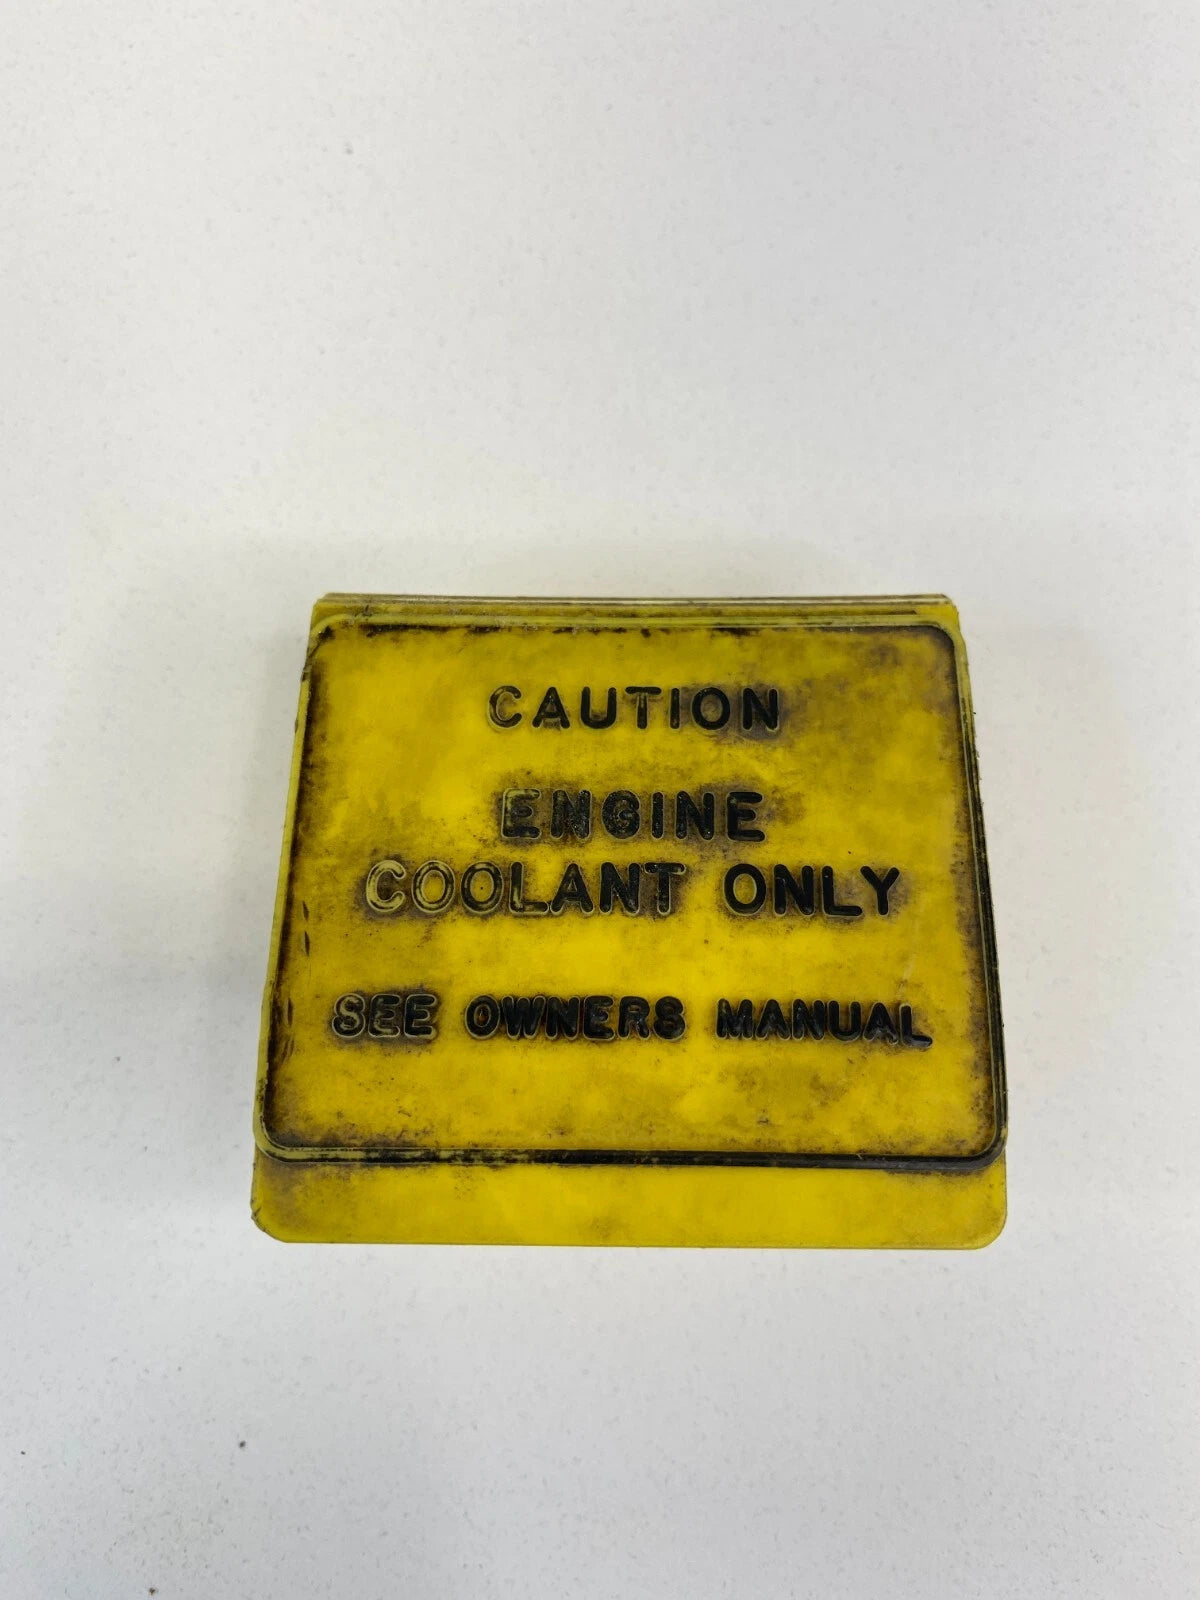 CAUTION
ENGINE
COOLANT ONLY
SEE OWNERS MANUAL